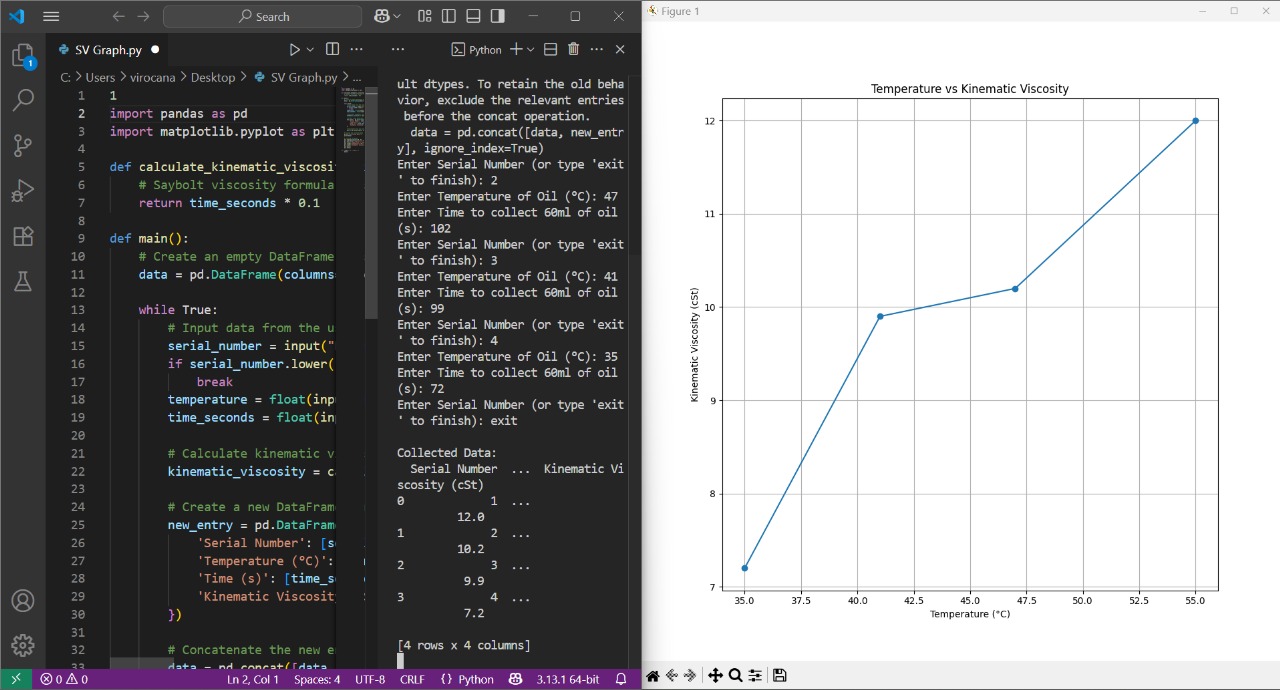 Search
SV Graph.py
Python
C: > Users > virocana > Desktop > SV Graph.py > ...
1 1
2 import pandas as pd
3 import matplotlib.pyplot as plt
4
5 def calculate_kinematic_viscosi
6 # Saybolt viscosity formula
7 return time_seconds * 0.1
8
9 def main():
10 # Create an empty DataFrame
11 data = pd.DataFrame(columns
12
13 while True:
14 # Input data from the u
15 serial_number = input("
16 if serial_number.lower(
17 break
18 temperature = float(inp
19 time_seconds = float(in
20
21 # Calculate kinematic v
22 kinematic_viscosity = c
23
24 # Create a new DataFram
25 new_entry = pd.DataFram
26 'Serial Number': [s
27 'Temperature (°C)':
28 'Time (s)': [time_s
29 'Kinematic Viscosity
30 })
31
32 # Concatenate the new e
33 data = pd.concat([data
ult dtypes. To retain the old beha
vior, exclude the relevant entries
before the concat operation.
data = pd.concat([data, new_entr
y], ignore_index=True)
Enter Serial Number (or type 'exit
' to finish): 2
Enter Temperature of Oil (°C): 47
Enter Time to collect 60ml of oil
(s): 102
Enter Serial Number (or type 'exit
' to finish): 3
Enter Temperature of Oil (°C): 41
Enter Time to collect 60ml of oil
(s): 99
Enter Serial Number (or type 'exit
' to finish): 4
Enter Temperature of Oil (°C): 35
Enter Time to collect 60ml of oil
(s): 72
Enter Serial Number (or type 'exit
' to finish): exit
Collected Data:
Serial Number ... Kinematic Vi
scosity (cSt)
0 1 ...
12.0
1 2 ...
10.2
2 3 ...
9.9
3 4 ...
7.2
[4 rows x 4 columns]
1
0 0 Ln 2, Col 1 Spaces: 4 UTF-8 CRLF {} Python 3.13.1 64-bit
Figure 1
Temperature vs Kinematic Viscosity
Kinematic Viscosity (cSt)
12
11
10
9
8
7
35.0 37.5 40.0 42.5 45.0 47.5 50.0 52.5 55.0
Temperature (°C)